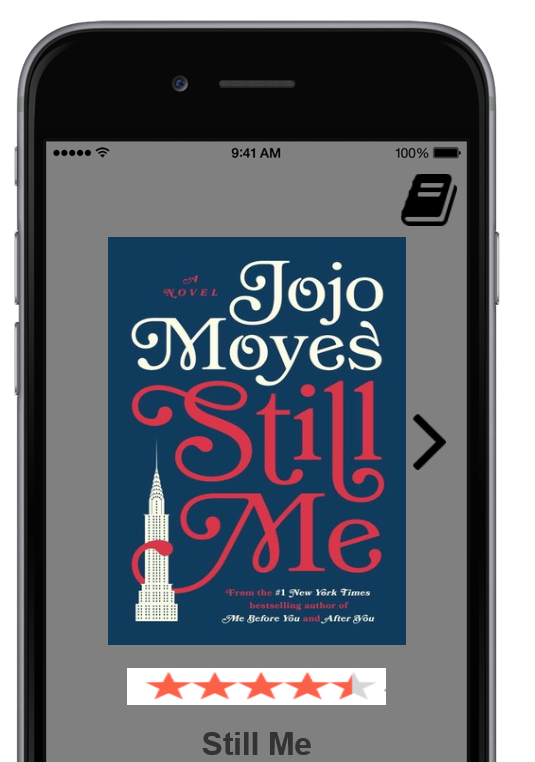 9:41 AM
100%
A
NOVEL
Jojo
Moyes
Still
Me
From the #1 New York Times
bestselling author of
Me Before You and After You
Still Me